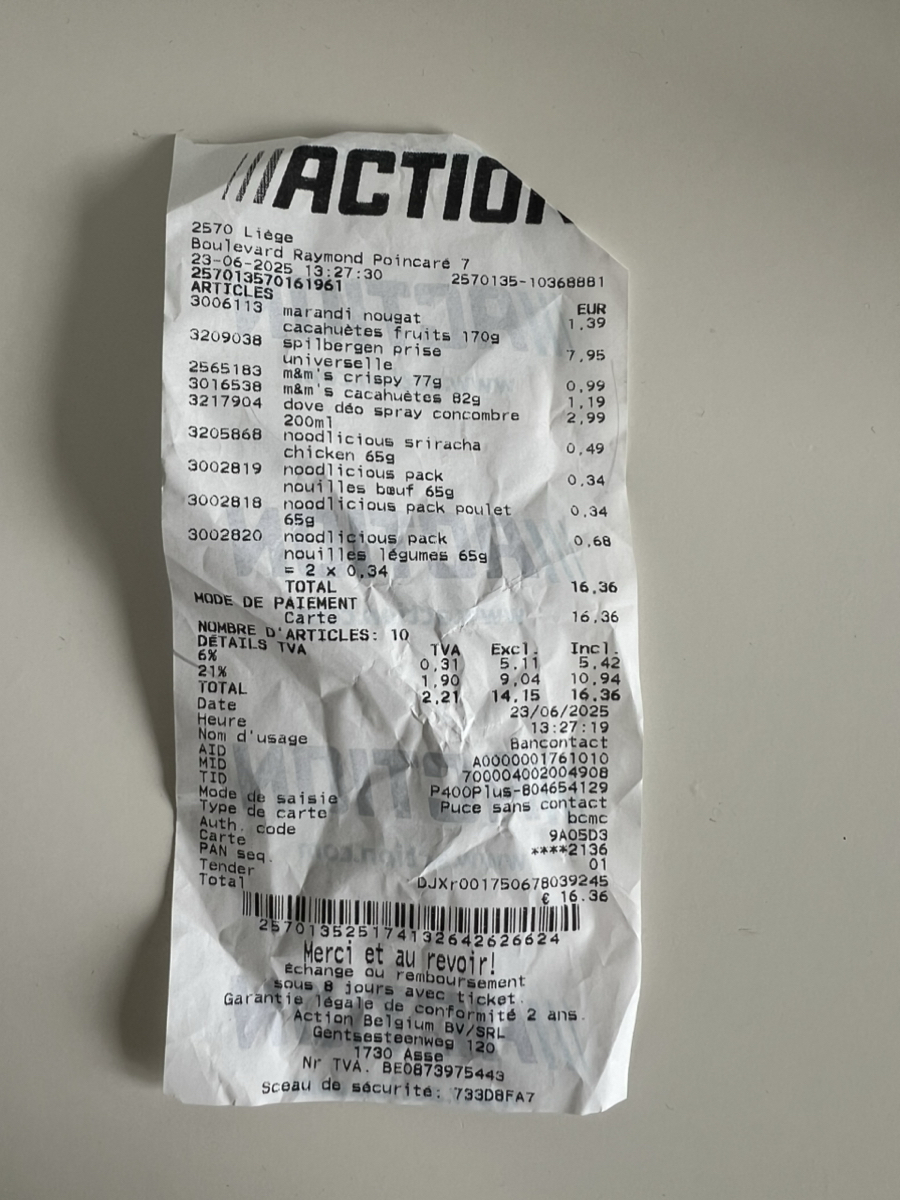 ACTION
2570 Liège
Boulevard Raymond Poincaré 7
23-06-2025 13:27:30 2570135-10368881
257013570161961
ARTICLES EUR
3006113 marandi nougat 1,39
cacahuètes fruits 170g
3209038 spilbergen prise 7,95
universelle
2565183 m&m's crispy 77g 0,99
3016538 m&m's cacahuètes 82g 1,19
3217904 dove déo spray concombre 2,99
200ml
3205868 noodlicious sriracha 0,49
chicken 65g
3002819 noodlicious pack 0,34
nouilles bœuf 65g
3002818 noodlicious pack poulet 0,34
65g
3002820 noodlicious pack 0,68
nouilles légumes 65g
= 2 x 0,34
TOTAL 16,36
MODE DE PAIEMENT
Carte 16,36
NOMBRE D'ARTICLES: 10
DÉTAILS TVA TVA Excl. Incl.
6% 0,31 5,11 5,42
21% 1,90 9,04 10,94
TOTAL 2,21 14,15 16,36
Date 23/06/2025
Heure 13:27:19
Nom d'usage Bancontact
AID A0000001761010
MID 700004002004908
TID P400Plus-804654129
Mode de saisie Puce sans contact
Type de carte bcmc
Auth. code 9A05D3
Carte ****2136
PAN seq. 01
Tender DJXr001750678039245
Total € 16.36
2570135251741326426266​24
Merci et au revoir!
Échange ou remboursement
sous 8 jours avec ticket.
Garantie légale de conformité 2 ans.
Action Belgium BV/SRL
Gentsesteenweg 120
1730 Asse
Nr TVA. BE0873975443
Sceau de sécurité: 733D8FA7